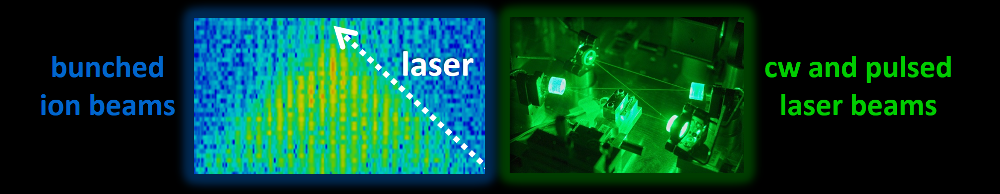 bunched
ion beams
laser
cw and pulsed
laser beams